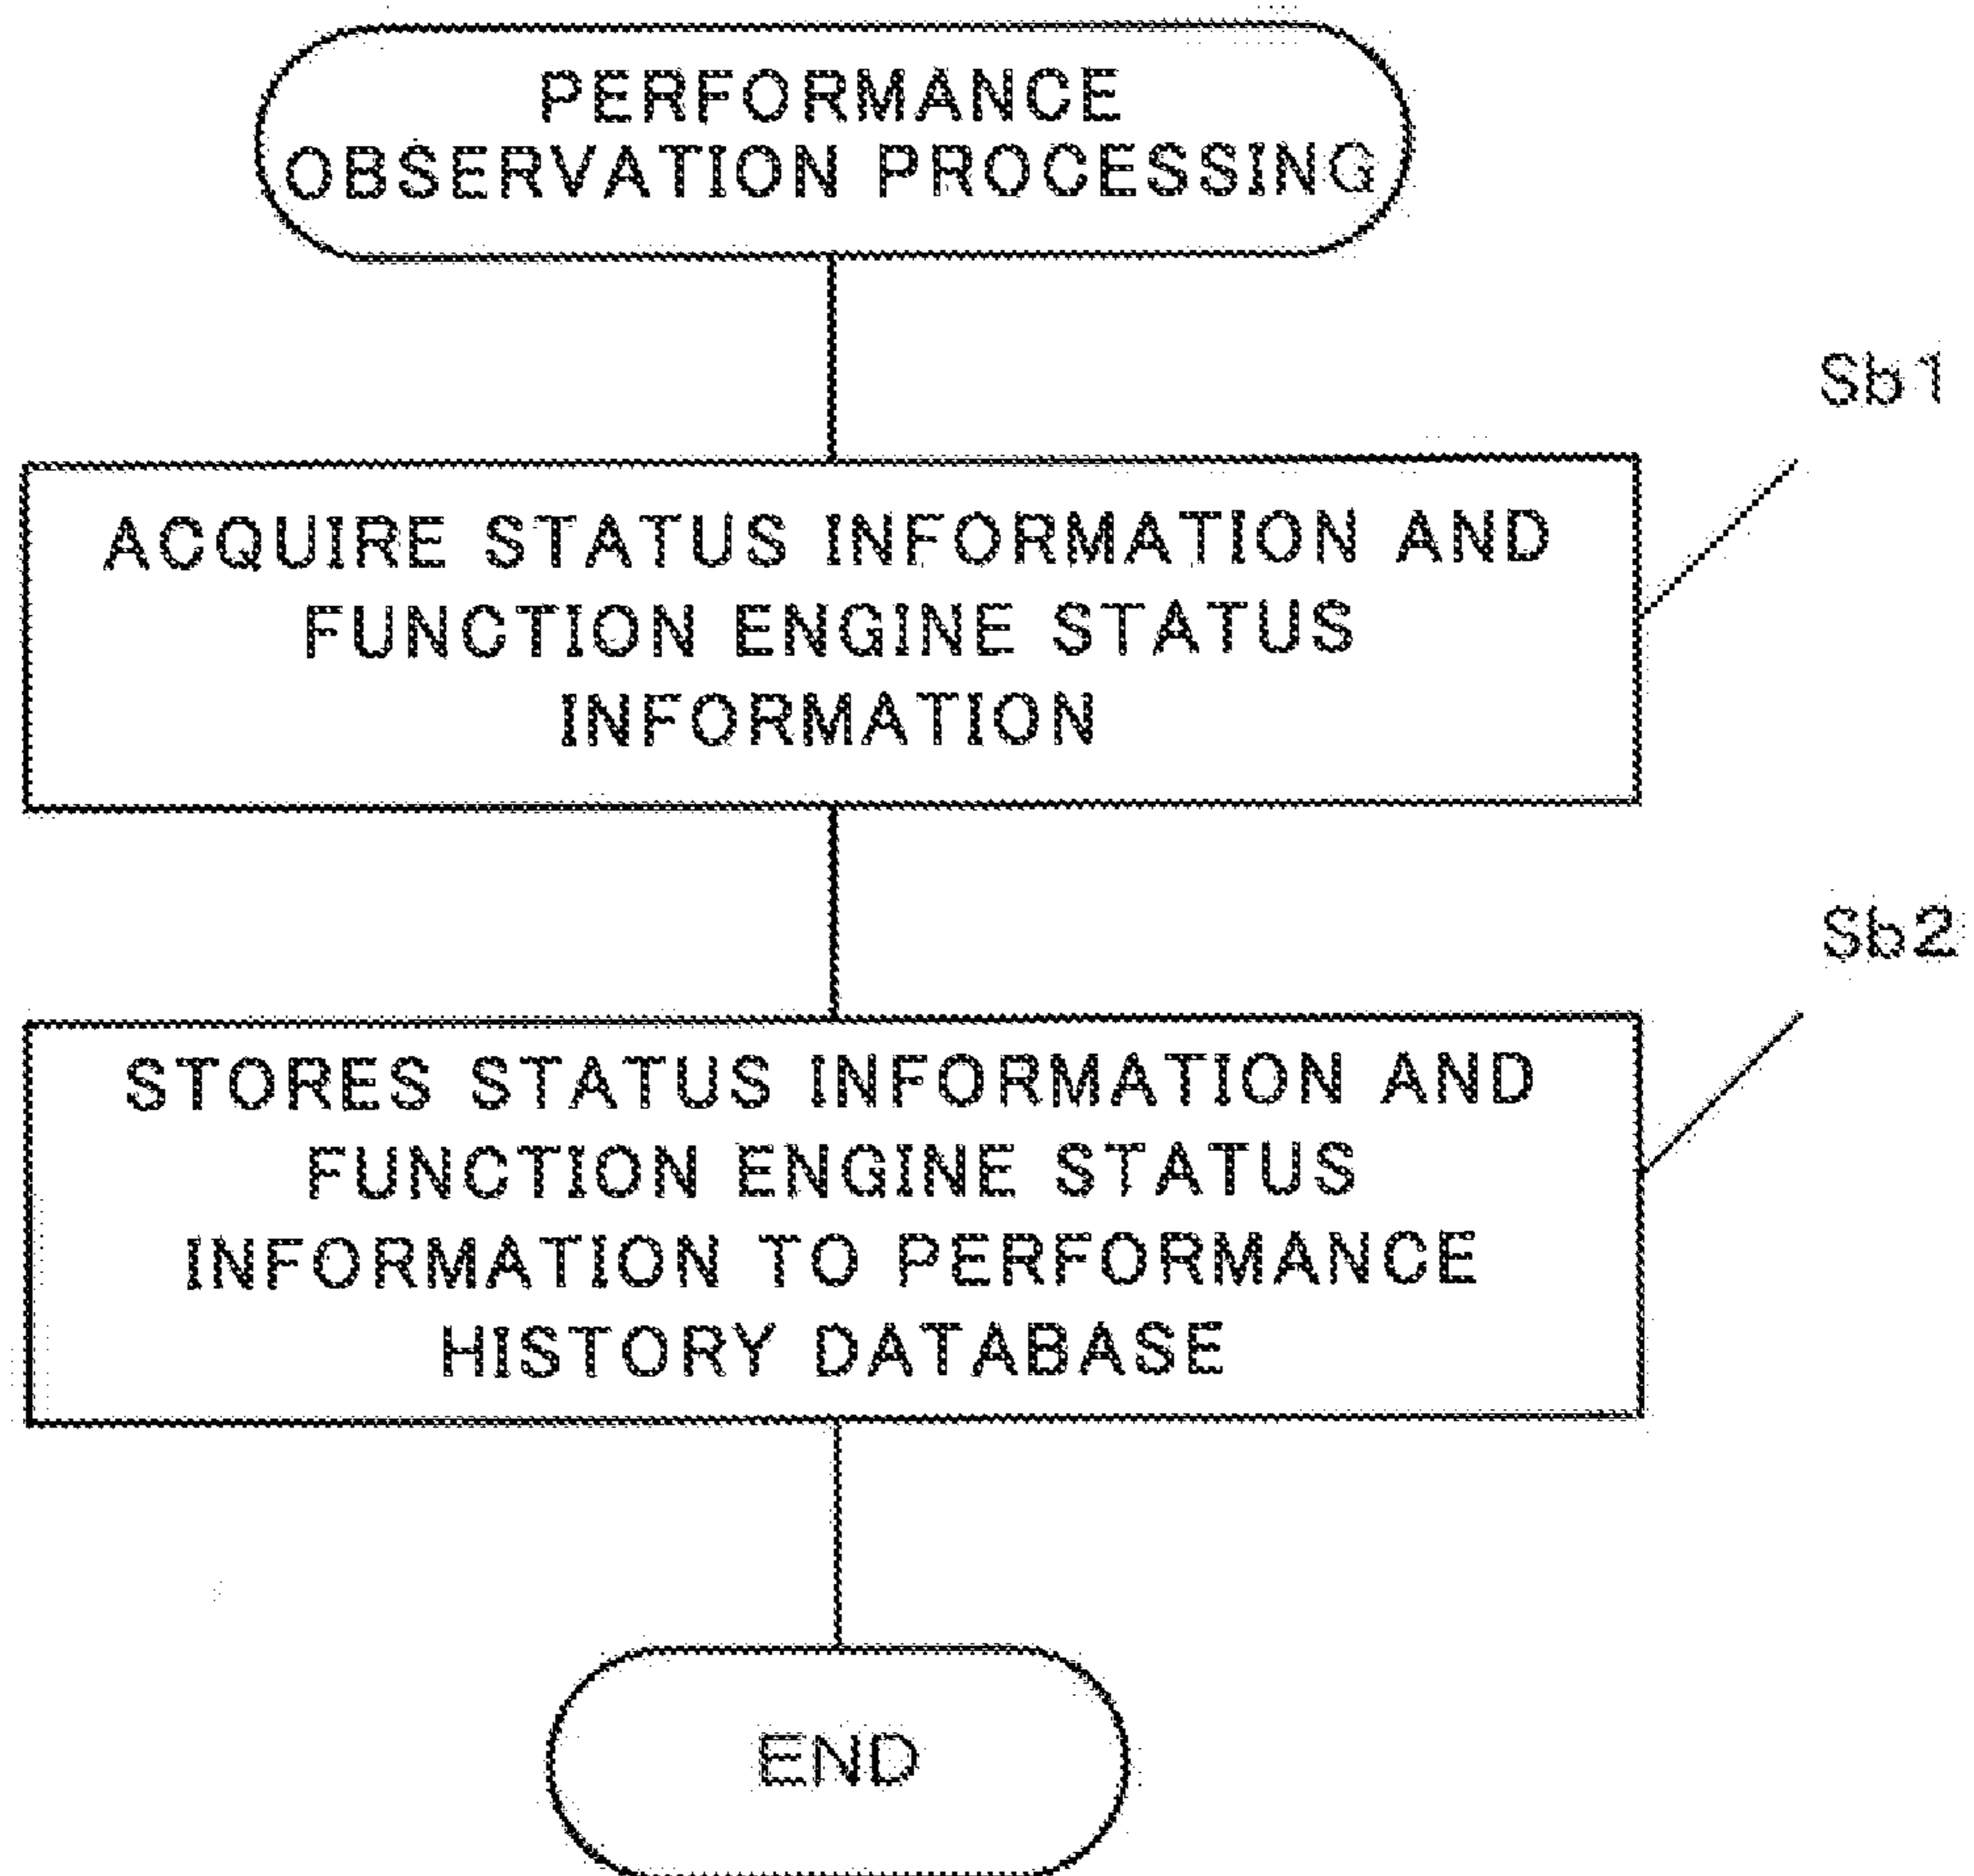 PERFORMANCE
OBSERVATION PROCESSING
Sb1
ACQUIRE STATUS INFORMATION AND
FUNCTION ENGINE STATUS
INFORMATION
Sb2
STORES STATUS INFORMATION AND
FUNCTION ENGINE STATUS
INFORMATION TO PERFORMANCE
HISTORY DATABASE
END